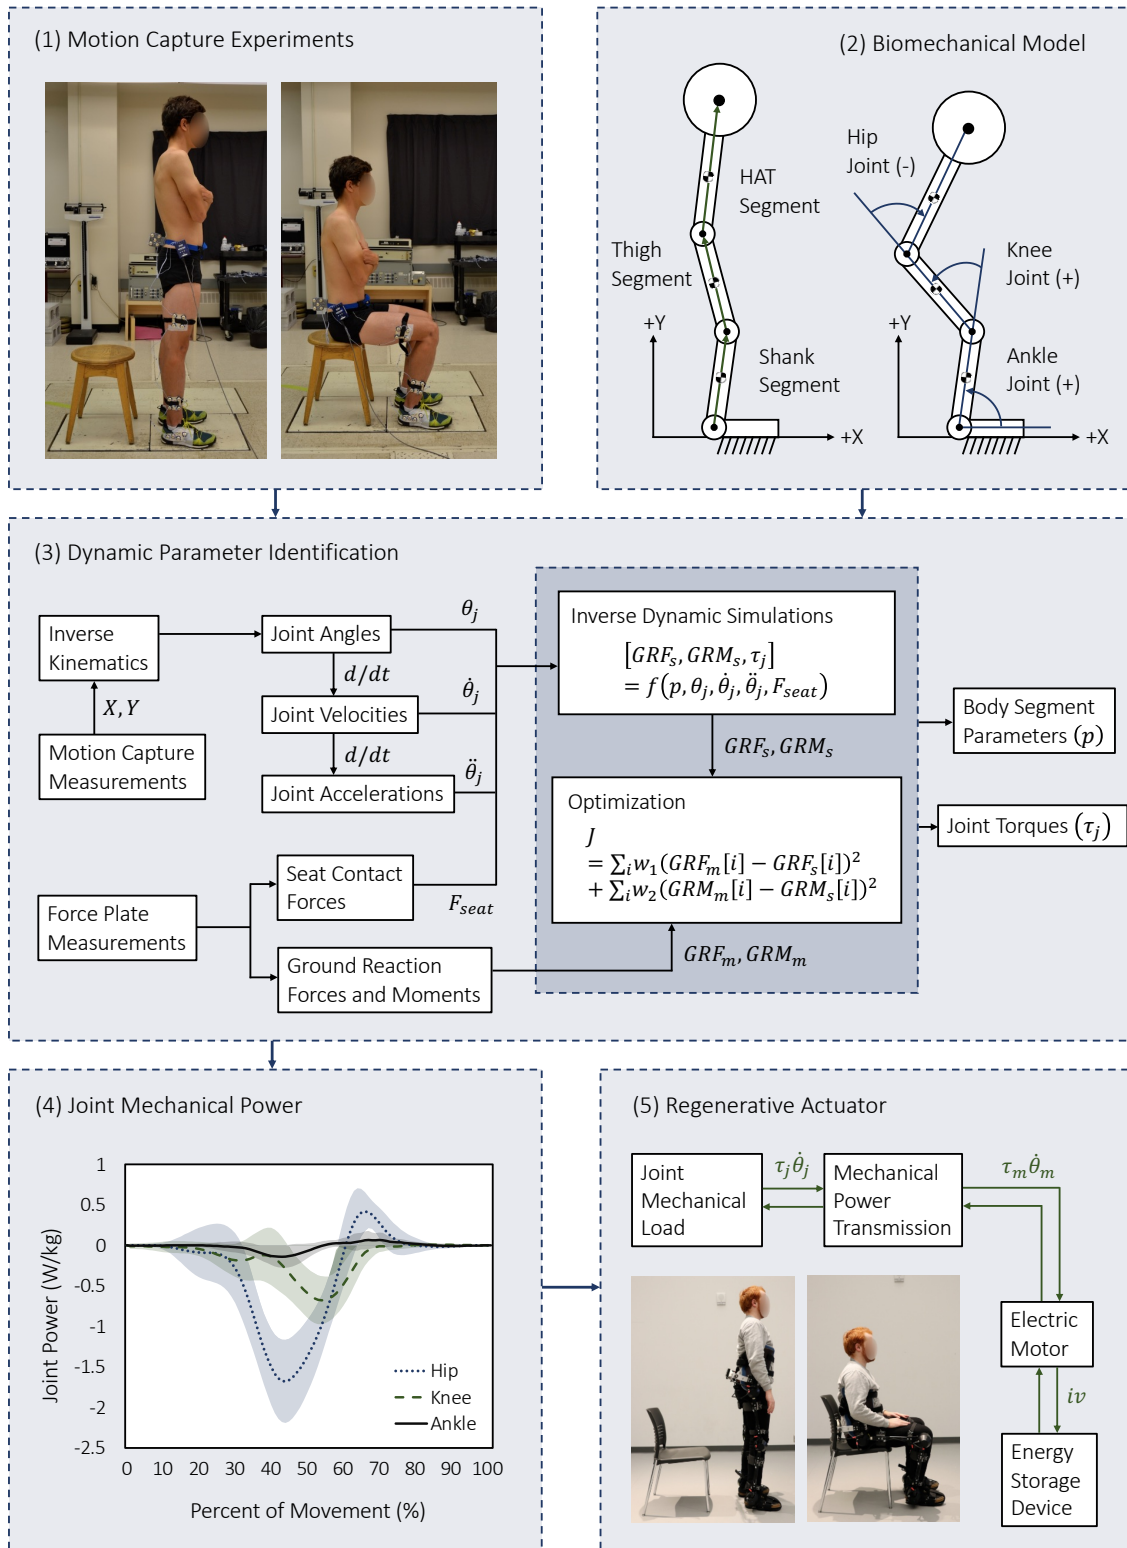 (1) Motion Capture Experiments
(2) Biomechanical Model
Hip
Joint (-)
HAT
Segment
Thigh
Segment
Knee
Joint (+)
+Y
+Y
Shank
Segment
Ankle
Joint (+)
+X
+X
(3) Dynamic Parameter Identification
Inverse
Kinematics
X, Y
Motion Capture
Measurements
Joint Angles
θ_j
d/dt
Joint Velocities
θ̇_j
d/dt
Joint Accelerations
θ̈_j
Force Plate
Measurements
Seat Contact
Forces
F_seat
Ground Reaction
Forces and Moments
GRF_m, GRM_m
Inverse Dynamic Simulations
[GRF_s, GRM_s, τ_j]
= f(p, θ_j, θ̇_j, θ̈_j, F_seat)
GRF_s, GRM_s
Optimization
J
= ∑_i w_1(GRF_m[i] − GRF_s[i])²
+ ∑_i w_2(GRM_m[i] − GRM_s[i])²
Body Segment
Parameters (p)
Joint Torques (τ_j)
(4) Joint Mechanical Power
Joint Power (W/kg)
1
0.5
0
-0.5
-1
-1.5
-2
-2.5
Hip
Knee
Ankle
0 10 20 30 40 50 60 70 80 90 100
Percent of Movement (%)
(5) Regenerative Actuator
Joint
Mechanical
Load
τ_j θ̇_j
Mechanical
Power
Transmission
τ_m θ̇_m
Electric
Motor
iv
Energy
Storage
Device